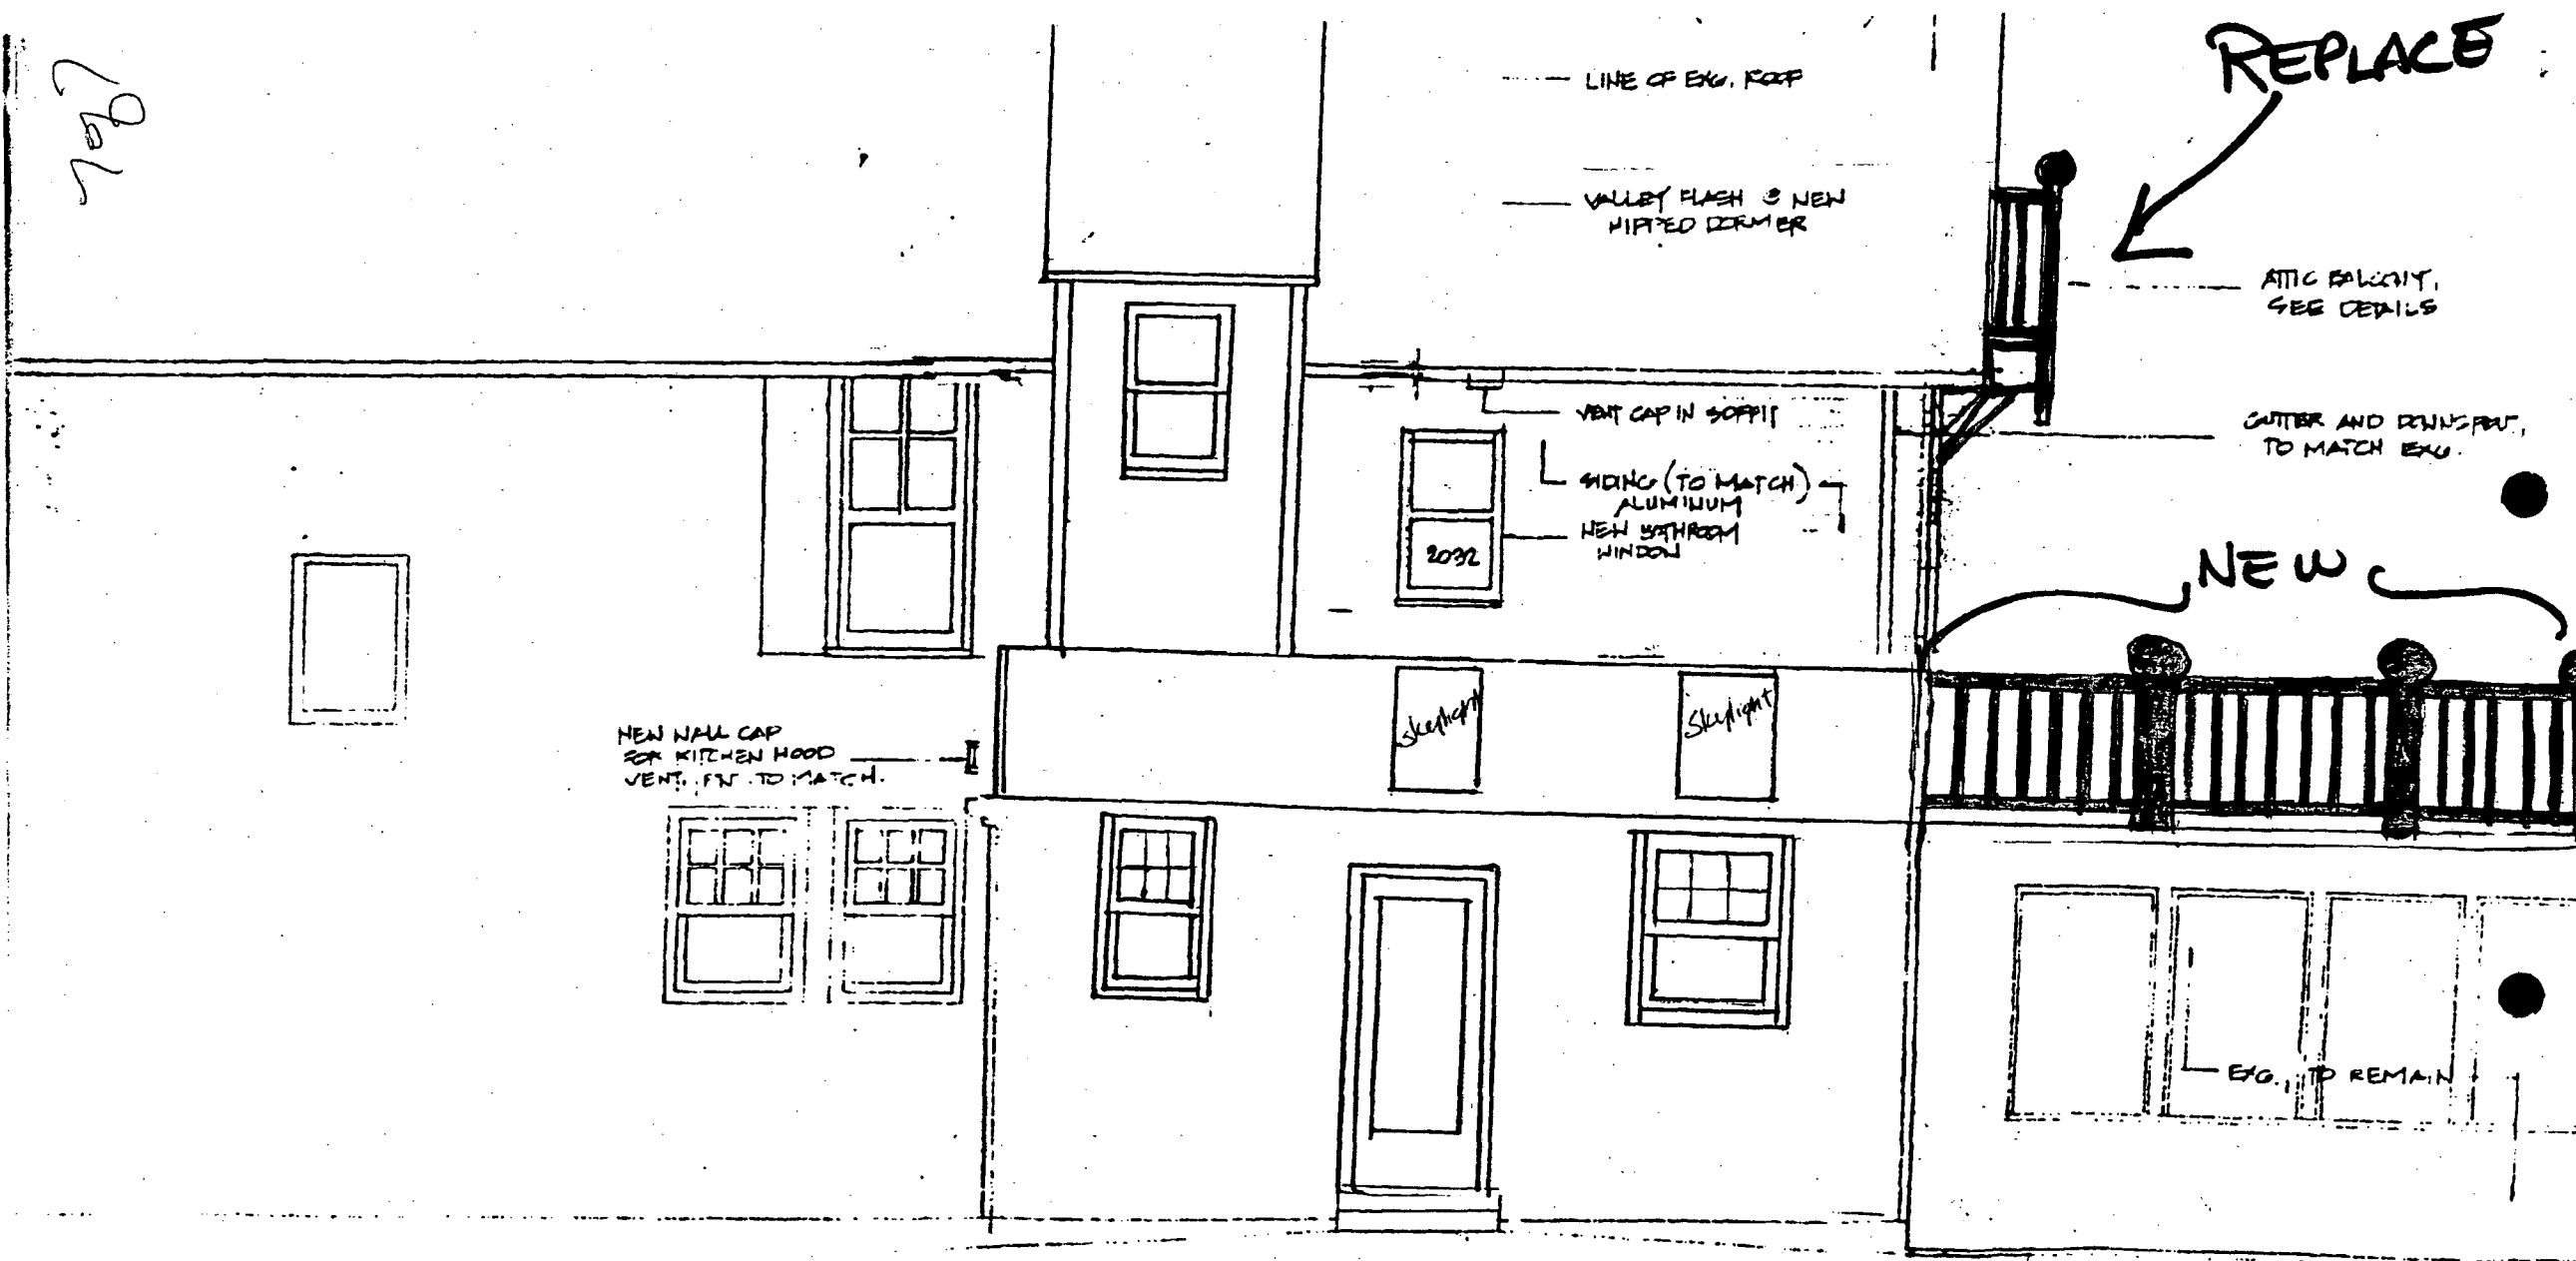 REPLACE
LINE OF EXG. ROOF
VALLEY FLASH @ NEW
HIPPED DORMER
ATTIC BALCONY,
SEE DETAILS
VENT CAP IN SOFFIT
GUTTER AND DOWNSPOUT,
TO MATCH EXG.
SIDING (TO MATCH)
ALUMINUM
NEW BATHROOM
WINDOW
2032
NEW
Skylight
Skylight
NEW WALL CAP
FOR KITCHEN HOOD
VENT, FIN. TO MATCH.
EXG., TO REMAIN